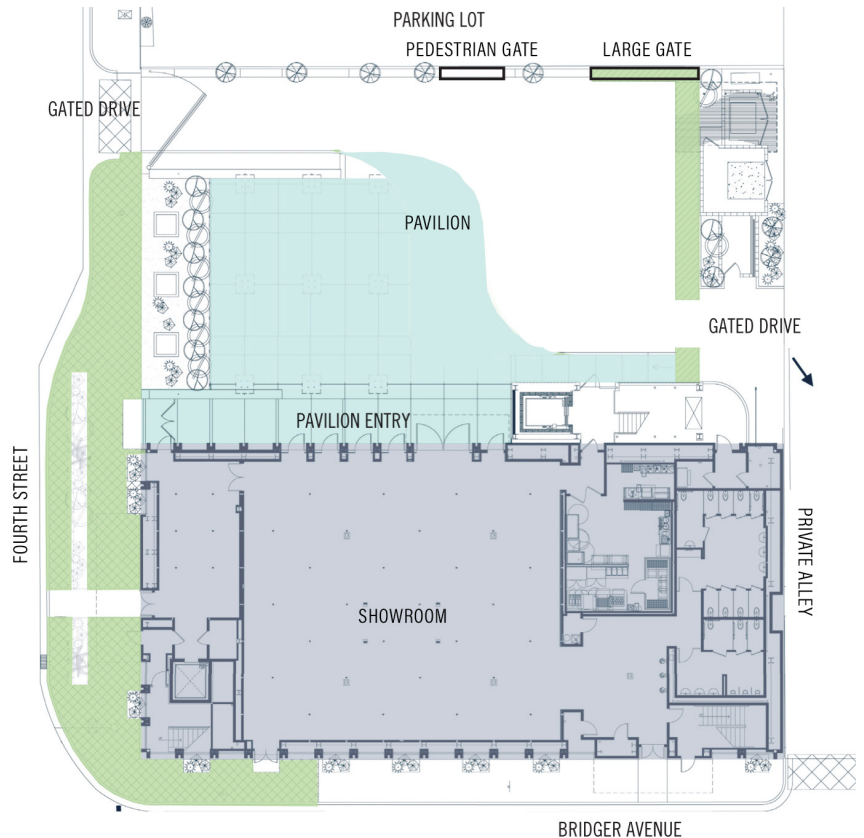 PARKING LOT
PEDESTRIAN GATE
LARGE GATE
GATED DRIVE
PAVILION
GATED DRIVE
PAVILION ENTRY
FOURTH STREET
PRIVATE ALLEY
SHOWROOM
BRIDGER AVENUE